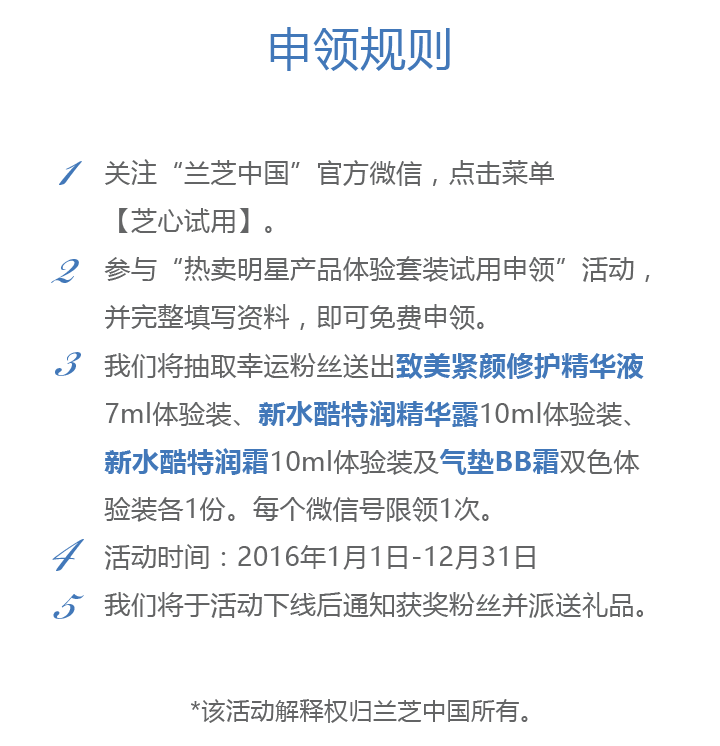 申领规则
1 关注“兰芝中国”官方微信，点击菜单
【芝心试用】。
2 参与“热卖明星产品体验套装试用申领”活动，
并完整填写资料，即可免费申领。
3 我们将抽取幸运粉丝送出致美紧颜修护精华液
7ml体验装、新水酷特润精华露10ml体验装、
新水酷特润霜10ml体验装及气垫BB霜双色体
验装各1份。每个微信号限领1次。
4 活动时间：2016年1月1日-12月31日
5 我们将于活动下线后通知获奖粉丝并派送礼品。
*该活动解释权归兰芝中国所有。